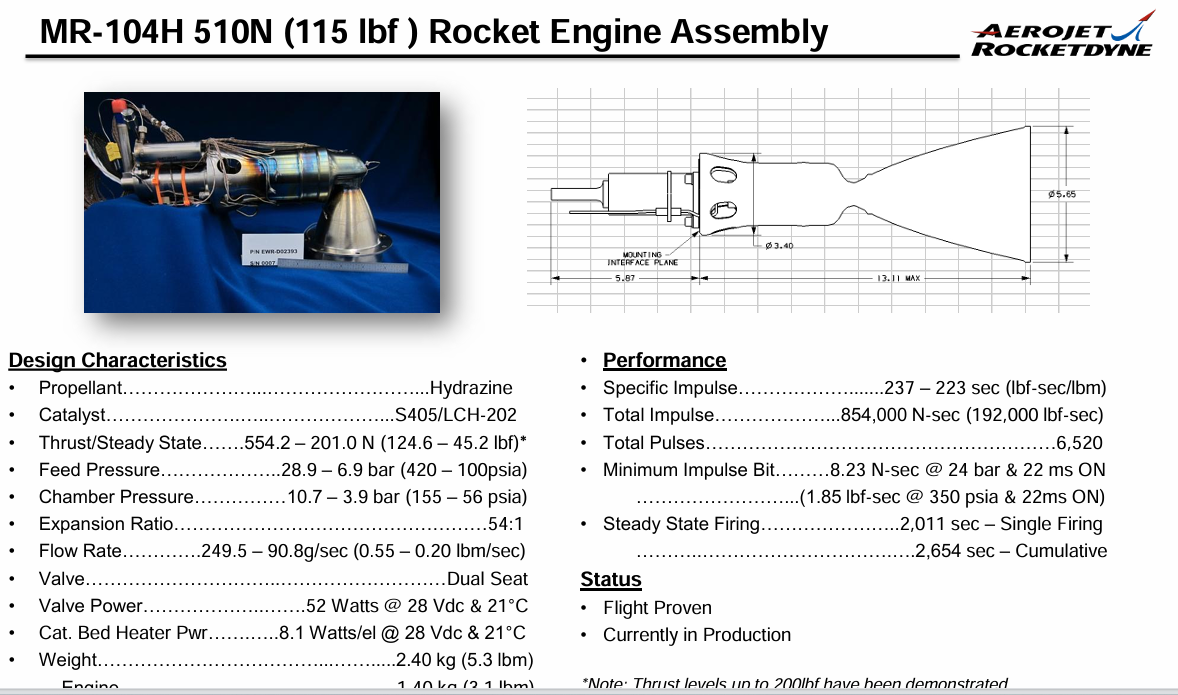 MR-104H 510N (115 lbf ) Rocket Engine Assembly
AEROJET
ROCKETDYNE
P/N EWR-D02393
S/N 0007
Ø5.65
Ø3.40
MOUNTING
INTERFACE PLANE
5.87
13.11 MAX
Design Characteristics
• Propellant…………………..……………………...Hydrazine
• Catalyst………………….…………………...S405/LCH-202
• Thrust/Steady State…….554.2 – 201.0 N (124.6 – 45.2 lbf)*
• Feed Pressure………………..28.9 – 6.9 bar (420 – 100psia)
• Chamber Pressure……………10.7 – 3.9 bar (155 – 56 psia)
• Expansion Ratio……………………………………………54:1
• Flow Rate………….249.5 – 90.8g/sec (0.55 – 0.20 lbm/sec)
• Valve…………………………..………………………Dual Seat
• Valve Power……………….…….52 Watts @ 28 Vdc & 21°C
• Cat. Bed Heater Pwr…….…..8.1 Watts/el @ 28 Vdc & 21°C
• Weight………………………………...…….....2.40 kg (5.3 lbm)
Engine 1.40 kg (3.1 lbm)
• Performance
• Specific Impulse……………….......237 – 223 sec (lbf-sec/lbm)
• Total Impulse………………...854,000 N-sec (192,000 lbf-sec)
• Total Pulses…………………………………………………6,520
• Minimum Impulse Bit………8.23 N-sec @ 24 bar & 22 ms ON
……………………...(1.85 lbf-sec @ 350 psia & 22ms ON)
• Steady State Firing…………………..2,011 sec – Single Firing
……….………………………….….2,654 sec – Cumulative
Status
• Flight Proven
• Currently in Production
*Note: Thrust levels up to 200lbf have been demonstrated